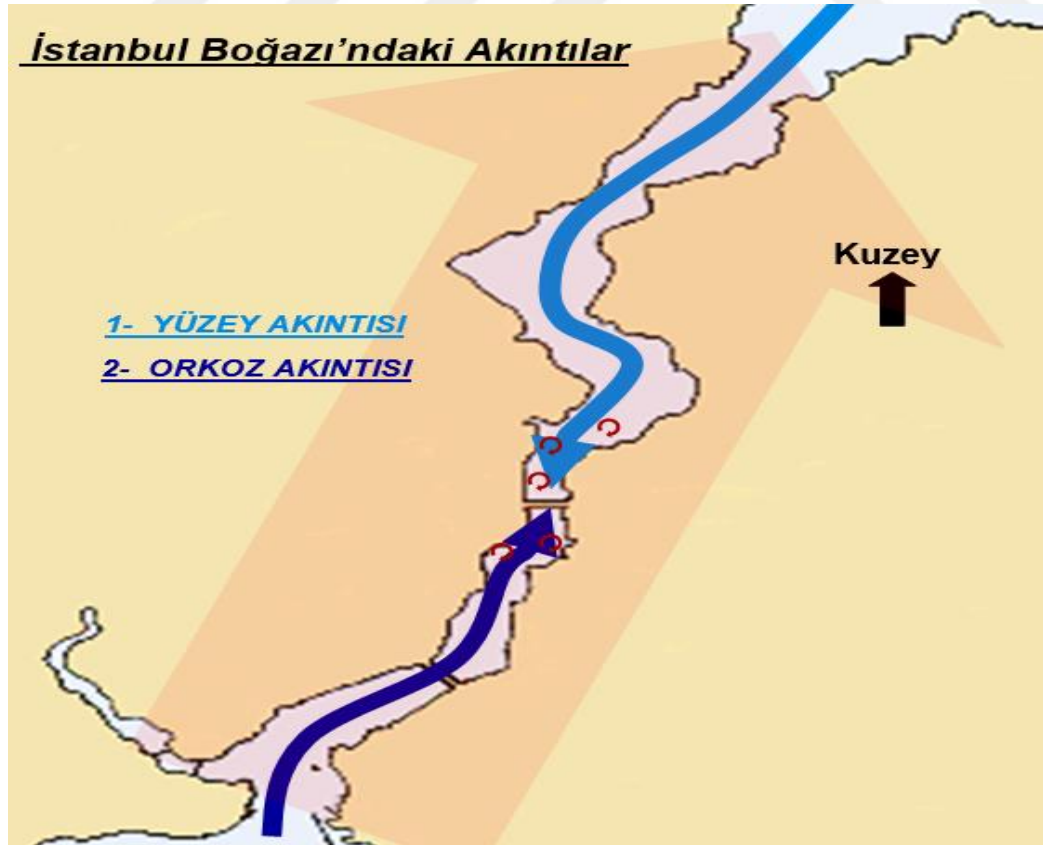 İstanbul Boğazı'ndaki Akıntılar
Kuzey
1- YÜZEY AKINTISI
2- ORKOZ AKINTISI